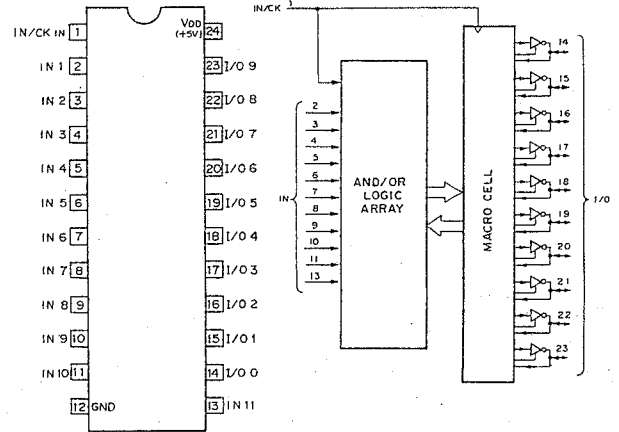 IN/CK IN 1
VDD
(+5V) 24
IN 1 2
23 I/O 9
IN 2 3
22 I/O 8
IN 3 4
21 I/O 7
IN 4 5
20 I/O 6
IN 5 6
19 I/O 5
IN 6 7
18 I/O 4
IN 7 8
17 I/O 3
IN 8 9
16 I/O 2
IN 9 10
15 I/O 1
IN 10 11
14 I/O 0
12 GND
13 IN 11
IN/CK
IN
2
3
4
5
6
7
8
9
10
11
13
AND/OR
LOGIC
ARRAY
MACRO CELL
14
15
16
17
18
19
20
21
22
23
I/O